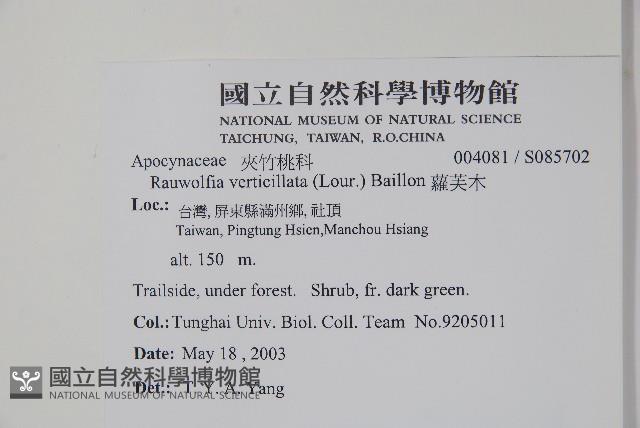 國立自然科學博物館
NATIONAL MUSEUM OF NATURAL SCIENCE
TAICHUNG, TAIWAN, R.O.CHINA
Apocynaceae 夾竹桃科 004081 / S085702
Rauwolfia verticillata (Lour.) Baillon 蘿芙木
Loc.: 台灣, 屏東縣滿州鄉, 社頂
Taiwan, Pingtung Hsien,Manchou Hsiang
alt. 150 m.
Trailside, under forest. Shrub, fr. dark green.
Col.: Tunghai Univ. Biol. Coll. Team No.9205011
Date: May 18 , 2003
國立自然科學博物館
Det.: T. Y. A. Yang
NATIONAL MUSEUM OF NATURAL SCIENCE